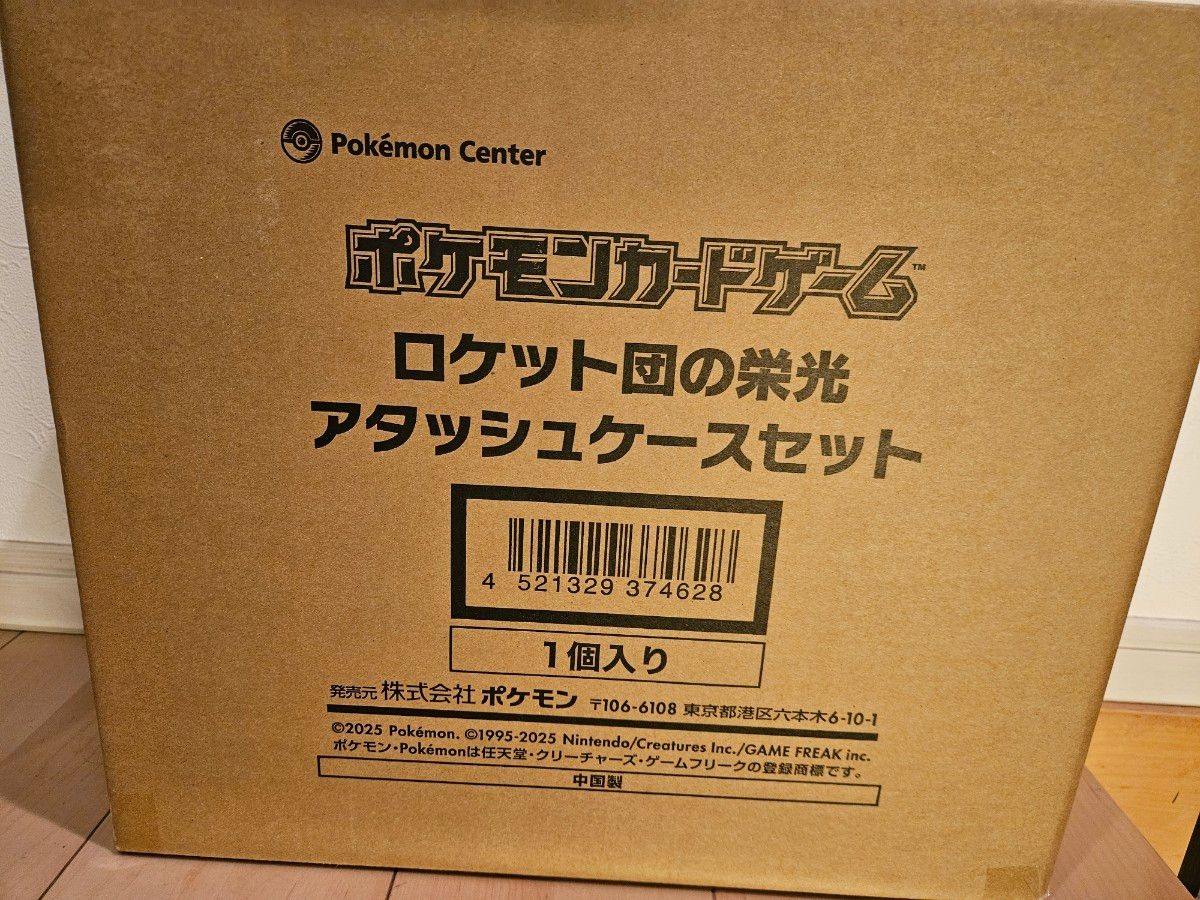 Pokémon Center
ポケモンカードゲーム™
ロケット団の栄光
アタッシュケースセット
4 521329 374628
1個入り
発売元 株式会社 ポケモン 〒106-6108 東京都港区六本木6-10-1
©2025 Pokémon. ©1995-2025 Nintendo/Creatures Inc./GAME FREAK inc.
ポケモン・Pokémonは任天堂・クリーチャーズ・ゲームフリークの登録商標です。
中国製